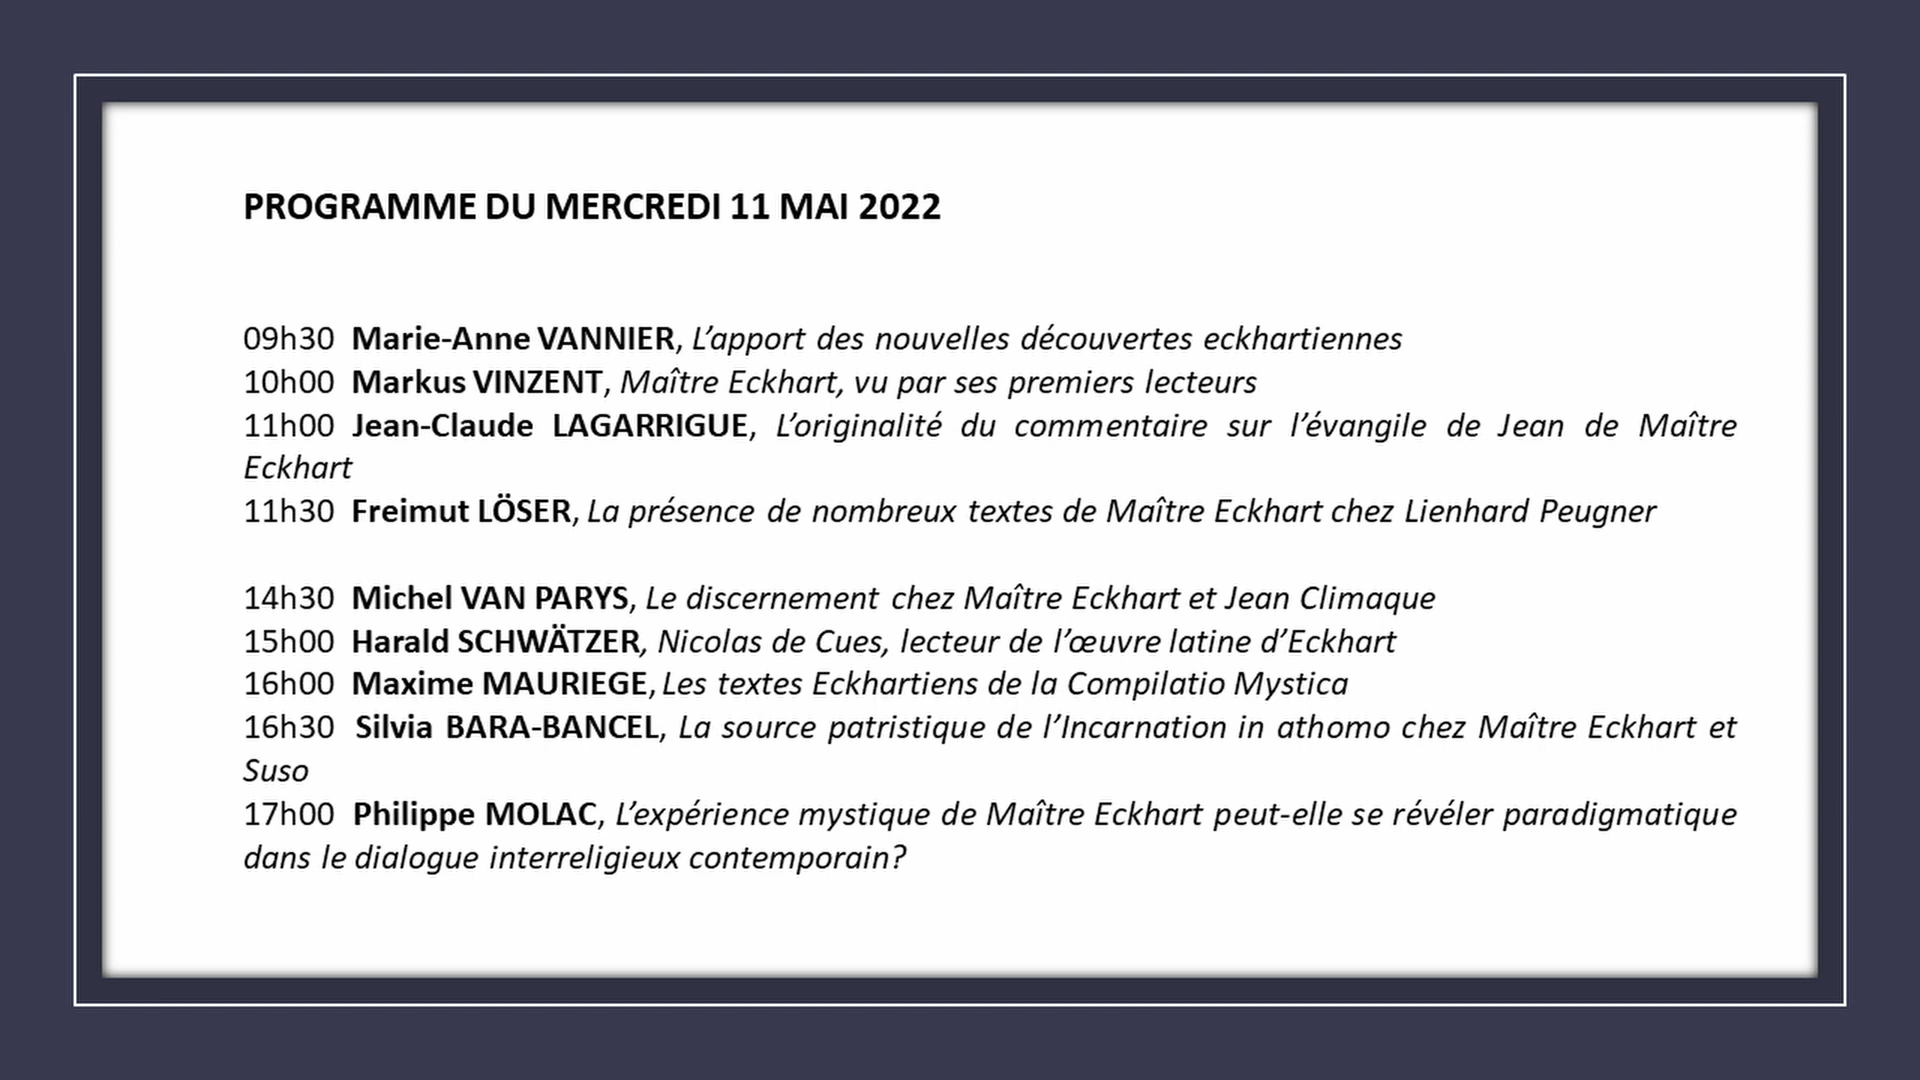 PROGRAMME DU MERCREDI 11 MAI 2022
09h30 Marie-Anne VANNIER, L’apport des nouvelles découvertes eckhartiennes
10h00 Markus VINZENT, Maître Eckhart, vu par ses premiers lecteurs
11h00 Jean-Claude LAGARRIGUE, L’originalité du commentaire sur l’évangile de Jean de Maître
Eckhart
11h30 Freimut LÖSER, La présence de nombreux textes de Maître Eckhart chez Lienhard Peugner
14h30 Michel VAN PARYS, Le discernement chez Maître Eckhart et Jean Climaque
15h00 Harald SCHWÄTZER, Nicolas de Cues, lecteur de l’œuvre latine d’Eckhart
16h00 Maxime MAURIEGE, Les textes Eckhartiens de la Compilatio Mystica
16h30 Silvia BARA-BANCEL, La source patristique de l’Incarnation in athomo chez Maître Eckhart et
Suso
17h00 Philippe MOLAC, L’expérience mystique de Maître Eckhart peut-elle se révéler paradigmatique
dans le dialogue interreligieux contemporain?